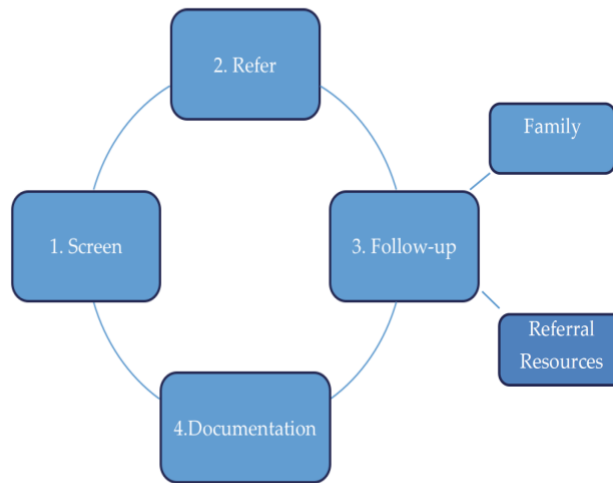 2. Refer
Family
1. Screen
3. Follow-up
Referral
Resources
4.Documentation